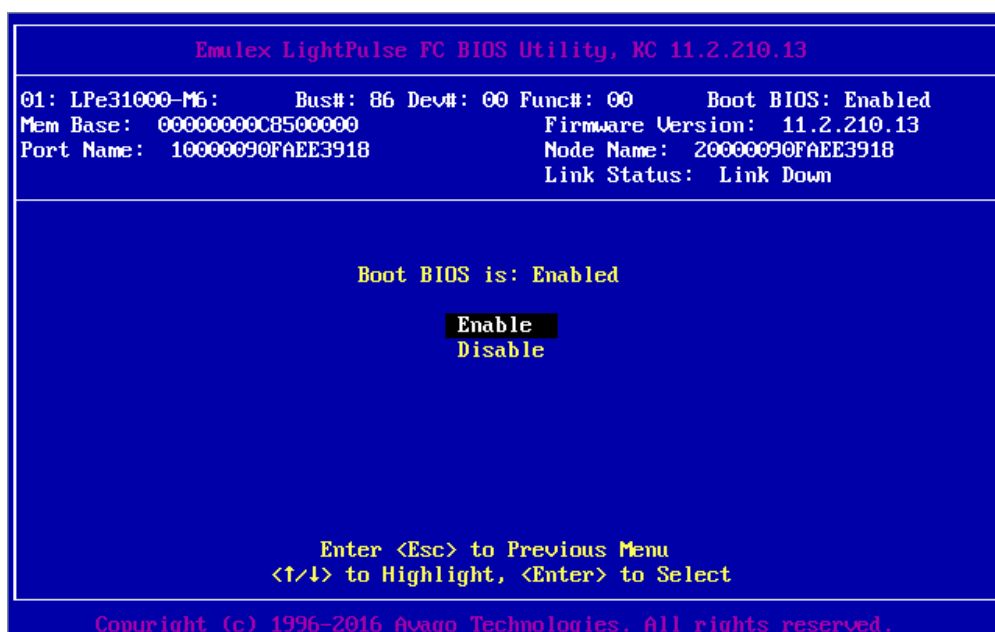 Emulex LightPulse FC BIOS Utility, KC 11.2.210.13
01: LPe31000-M6: Bus#: 86 Dev#: 00 Func#: 00 Boot BIOS: Enabled
Mem Base: 00000000C8500000 Firmware Version: 11.2.210.13
Port Name: 10000090FAEE3918 Node Name: 20000090FAEE3918
Link Status: Link Down
Boot BIOS is: Enabled
Enable
Disable
Enter <Esc> to Previous Menu
<↑/↓> to Highlight, <Enter> to Select
Copyright (c) 1996-2016 Avago Technologies. All rights reserved.